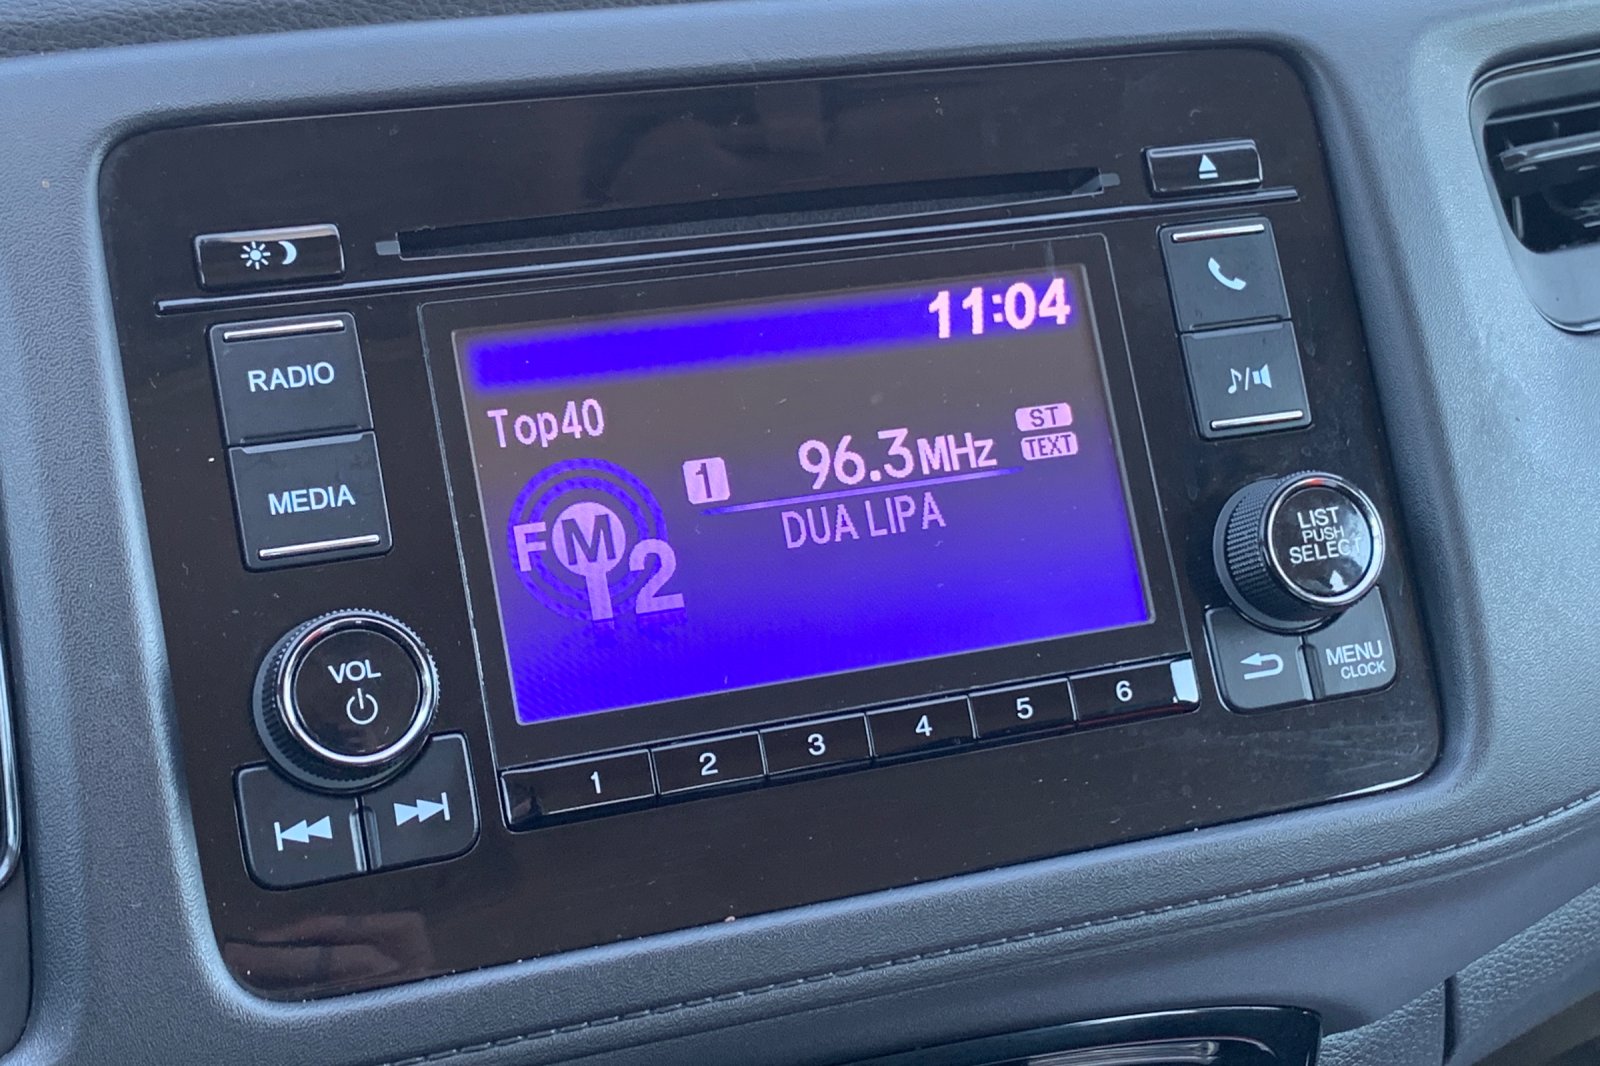 11:04
RADIO
Top40
ST
1 96.3MHz
TEXT
MEDIA
FM2
DUA LIPA
LIST
PUSH
SELECT
VOL
MENU
CLOCK
1 2 3 4 5 6